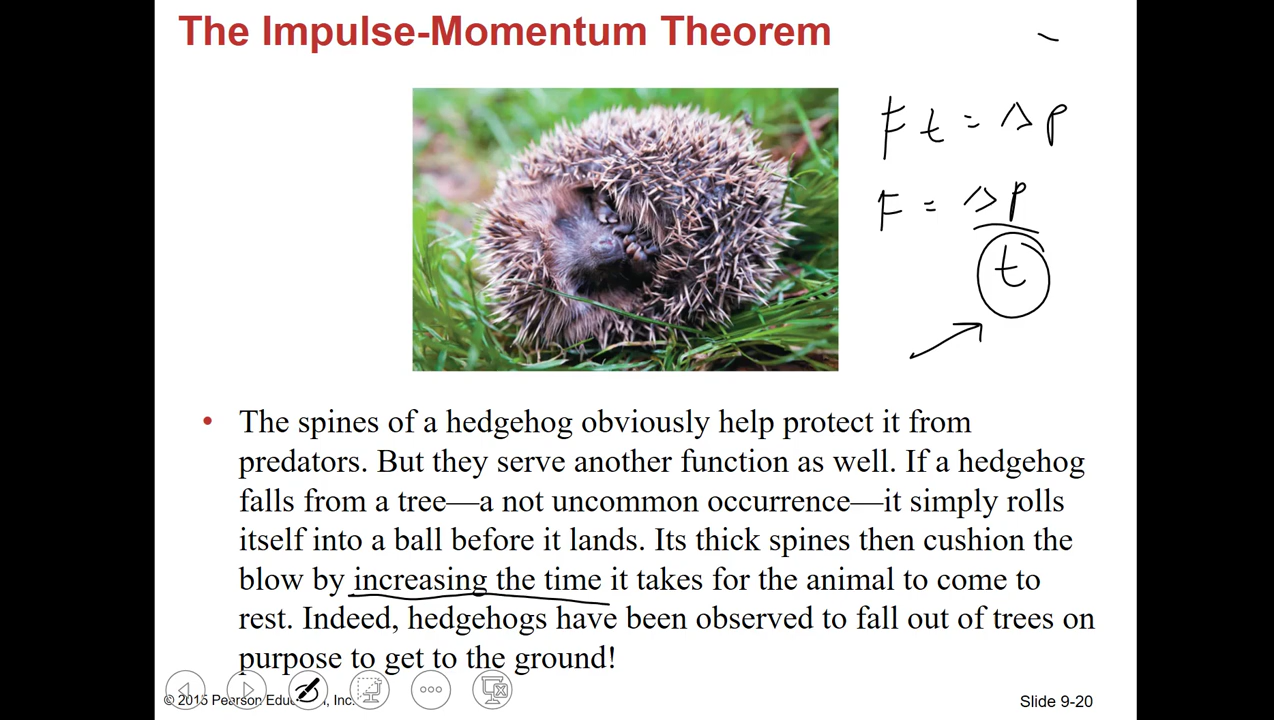 The Impulse-Momentum Theorem
F t = Δp
F = Δp
t
• The spines of a hedgehog obviously help protect it from
predators. But they serve another function as well. If a hedgehog
falls from a tree—a not uncommon occurrence—it simply rolls
itself into a ball before it lands. Its thick spines then cushion the
blow by increasing the time it takes for the animal to come to
rest. Indeed, hedgehogs have been observed to fall out of trees on
purpose to get to the ground!
© 2015 Pearson Education, Inc.
Slide 9-20